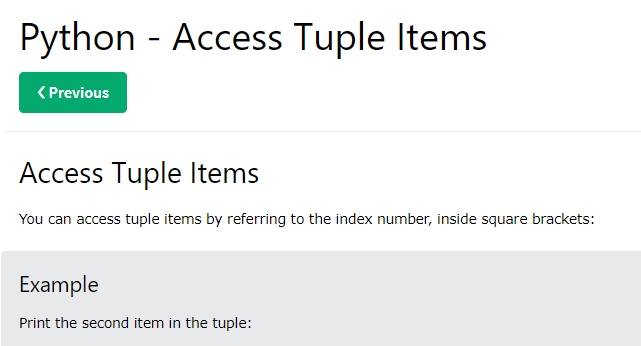 Python - Access Tuple Items
❮ Previous
Access Tuple Items
You can access tuple items by referring to the index number, inside square brackets:
Example
Print the second item in the tuple: